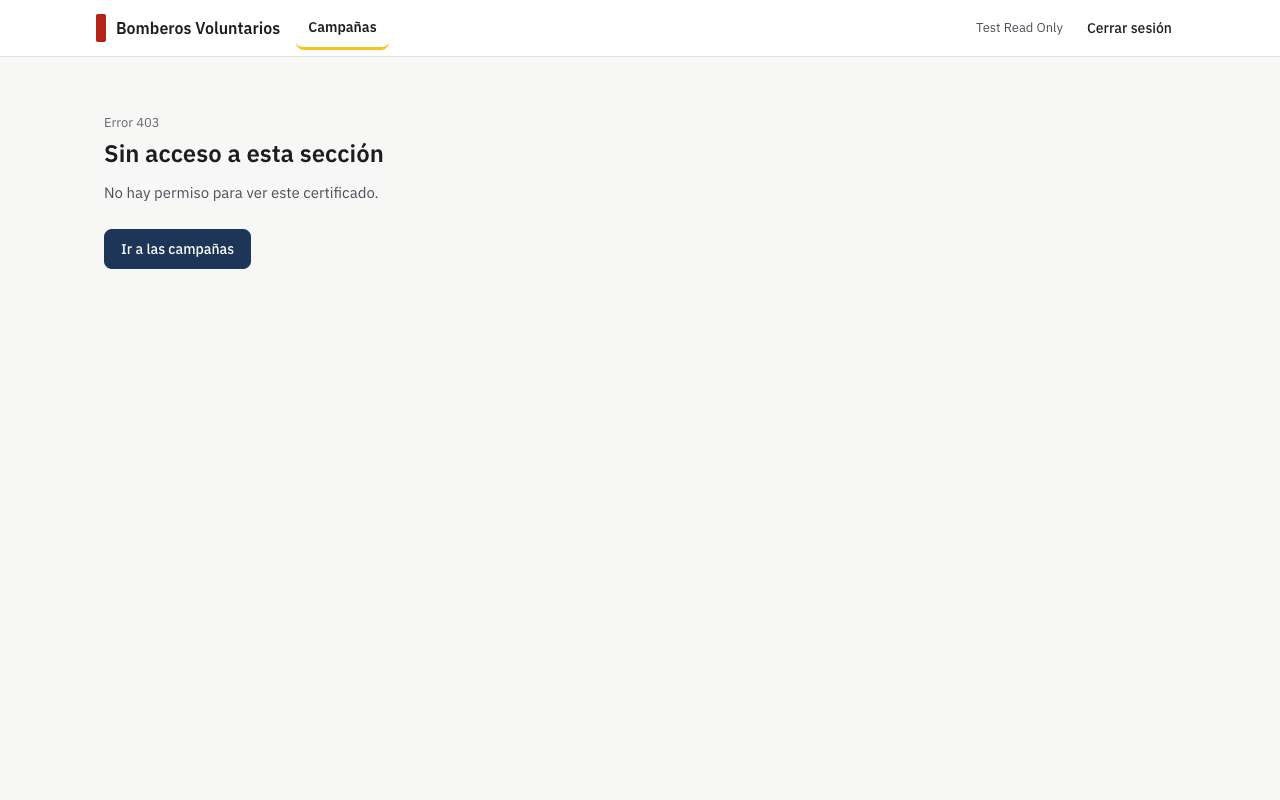 Bomberos Voluntarios
Campañas
Test Read Only
Cerrar sesión
Error 403
Sin acceso a esta sección
No hay permiso para ver este certificado.
Ir a las campañas